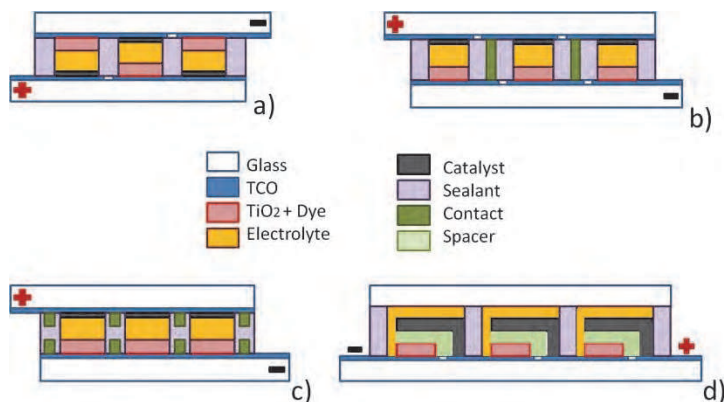 a)
b)
Glass
TCO
TiO2 + Dye
Electrolyte
Catalyst
Sealant
Contact
Spacer
c)
d)